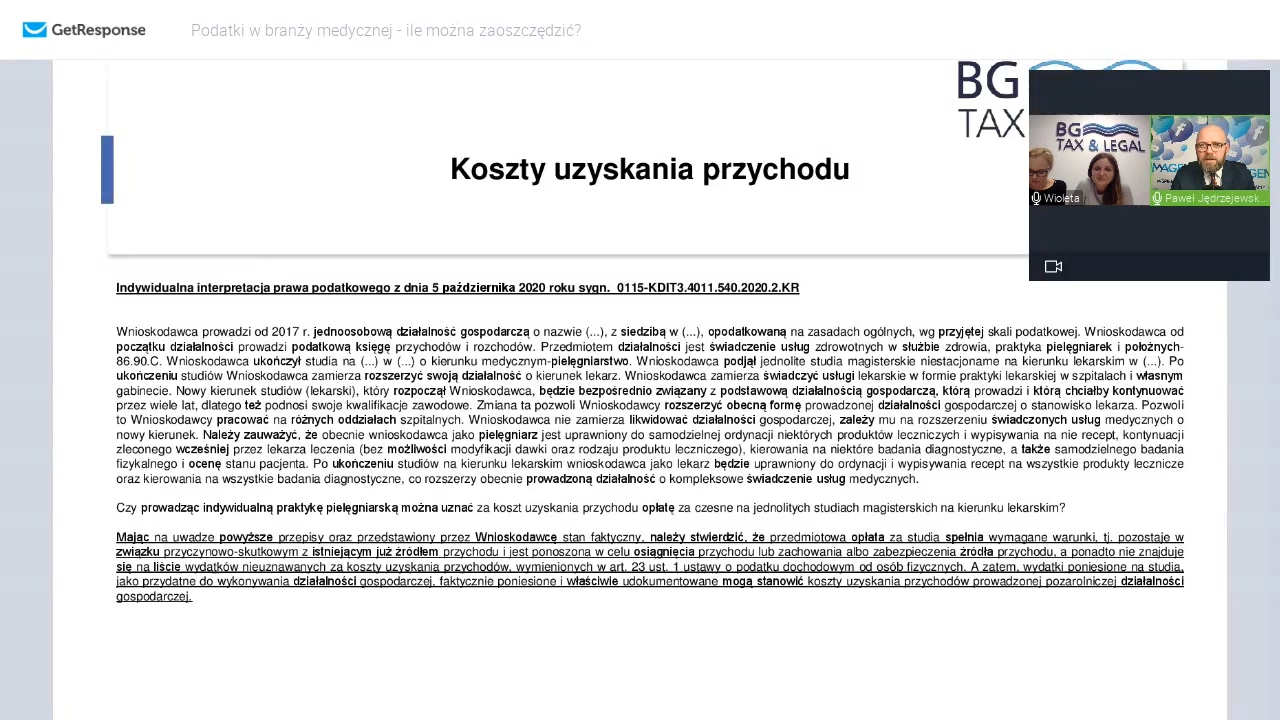 GetResponse
Podatki w branży medycznej - ile można zaoszczędzić?
BG
TAX
Koszty uzyskania przychodu
BG
TAX & LEGAL
Wioleta
Paweł Jędrzejewsk...
Indywidualna interpretacja prawa podatkowego z dnia 5 października 2020 roku sygn. 0115-KDIT3.4011.540.2020.2.KR
Wnioskodawca prowadzi od 2017 r. jednoosobową działalność gospodarczą o nazwie (...), z siedzibą w (...), opodatkowaną na zasadach ogólnych, wg przyjętej skali podatkowej. Wnioskodawca od
początku działalności prowadzi podatkową księgę przychodów i rozchodów. Przedmiotem działalności jest świadczenie usług zdrowotnych w służbie zdrowia, praktyka pielęgniarek i położnych-
86.90.C. Wnioskodawca ukończył studia na (...) w (...) o kierunku medycznym-pielęgniarstwo. Wnioskodawca podjął jednolite studia magisterskie niestacjonarne na kierunku lekarskim w (...). Po
ukończeniu studiów Wnioskodawca zamierza rozszerzyć swoją działalność o kierunek lekarz. Wnioskodawca zamierza świadczyć usługi lekarskie w formie praktyki lekarskiej w szpitalach i własnym
gabinecie. Nowy kierunek studiów (lekarski), który rozpoczął Wnioskodawca, będzie bezpośrednio związany z podstawową działalnością gospodarczą, którą prowadzi i którą chciałby kontynuować
przez wiele lat, dlatego też podnosi swoje kwalifikacje zawodowe. Zmiana ta pozwoli Wnioskodawcy rozszerzyć obecną formę prowadzonej działalności gospodarczej o stanowisko lekarza. Pozwoli
to Wnioskodawcy pracować na różnych oddziałach szpitalnych. Wnioskodawca nie zamierza likwidować działalności gospodarczej, zależy mu na rozszerzeniu świadczonych usług medycznych o
nowy kierunek. Należy zauważyć, że obecnie wnioskodawca jako pielęgniarz jest uprawniony do samodzielnej ordynacji niektórych produktów leczniczych i wypisywania na nie recept, kontynuacji
zleconego wcześniej przez lekarza leczenia (bez możliwości modyfikacji dawki oraz rodzaju produktu leczniczego), kierowania na niektóre badania diagnostyczne, a także samodzielnego badania
fizykalnego i ocenę stanu pacjenta. Po ukończeniu studiów na kierunku lekarskim wnioskodawca jako lekarz będzie uprawniony do ordynacji i wypisywania recept na wszystkie produkty lecznicze
oraz kierowania na wszystkie badania diagnostyczne, co rozszerzy obecnie prowadzoną działalność o kompleksowe świadczenie usług medycznych.
Czy prowadząc indywidualną praktykę pielęgniarską można uznać za koszt uzyskania przychodu opłatę za czesne na jednolitych studiach magisterskich na kierunku lekarskim?
Mając na uwadze powyższe przepisy oraz przedstawiony przez Wnioskodawcę stan faktyczny, należy stwierdzić, że przedmiotowa opłata za studia spełnia wymagane warunki, tj. pozostaje w
związku przyczynowo-skutkowym z istniejącym już źródłem przychodu i jest ponoszona w celu osiągnięcia przychodu lub zachowania albo zabezpieczenia źródła przychodu, a ponadto nie znajduje
się na liście wydatków nieuznawanych za koszty uzyskania przychodów, wymienionych w art. 23 ust. 1 ustawy o podatku dochodowym od osób fizycznych. A zatem, wydatki poniesione na studia,
jako przydatne do wykonywania działalności gospodarczej, faktycznie poniesione i właściwie udokumentowane mogą stanowić koszty uzyskania przychodów prowadzonej pozarolniczej działalności
gospodarczej.